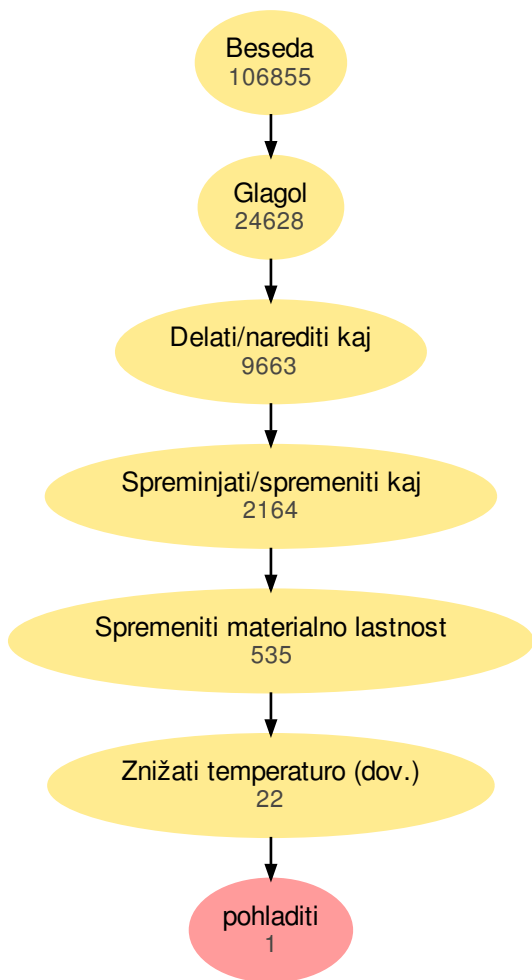 Beseda
106855
Glagol
24628
Delati/narediti kaj
9663
Spreminjati/spremeniti kaj
2164
Spremeniti materialno lastnost
535
Znižati temperaturo (dov.)
22
pohladiti
1